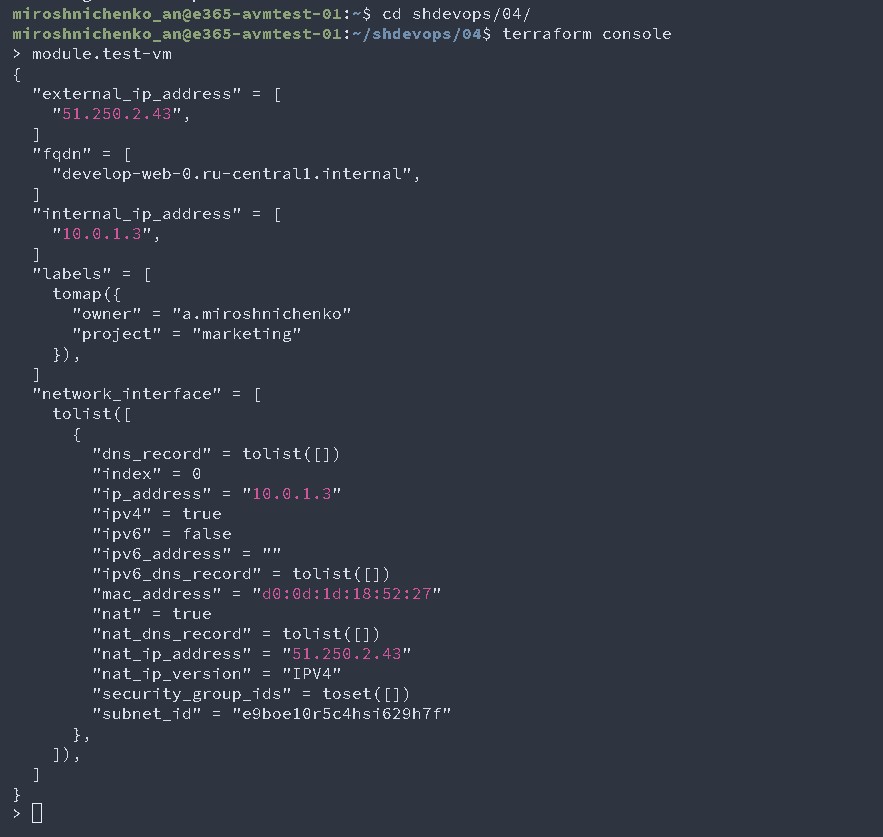 miroshnichenko_an@e365-avmtest-01:~$ cd shdevops/04/
miroshnichenko_an@e365-avmtest-01:~/shdevops/04$ terraform console
> module.test-vm
{
  "external_ip_address" = [
    "51.250.2.43",
  ]
  "fqdn" = [
    "develop-web-0.ru-central1.internal",
  ]
  "internal_ip_address" = [
    "10.0.1.3",
  ]
  "labels" = [
    tomap({
      "owner" = "a.miroshnichenko"
      "project" = "marketing"
    }),
  ]
  "network_interface" = [
    tolist([
      {
        "dns_record" = tolist([])
        "index" = 0
        "ip_address" = "10.0.1.3"
        "ipv4" = true
        "ipv6" = false
        "ipv6_address" = ""
        "ipv6_dns_record" = tolist([])
        "mac_address" = "d0:0d:1d:18:52:27"
        "nat" = true
        "nat_dns_record" = tolist([])
        "nat_ip_address" = "51.250.2.43"
        "nat_ip_version" = "IPV4"
        "security_group_ids" = toset([])
        "subnet_id" = "e9boe10r5c4hsi629h7f"
      },
    ]),
  ]
}
>